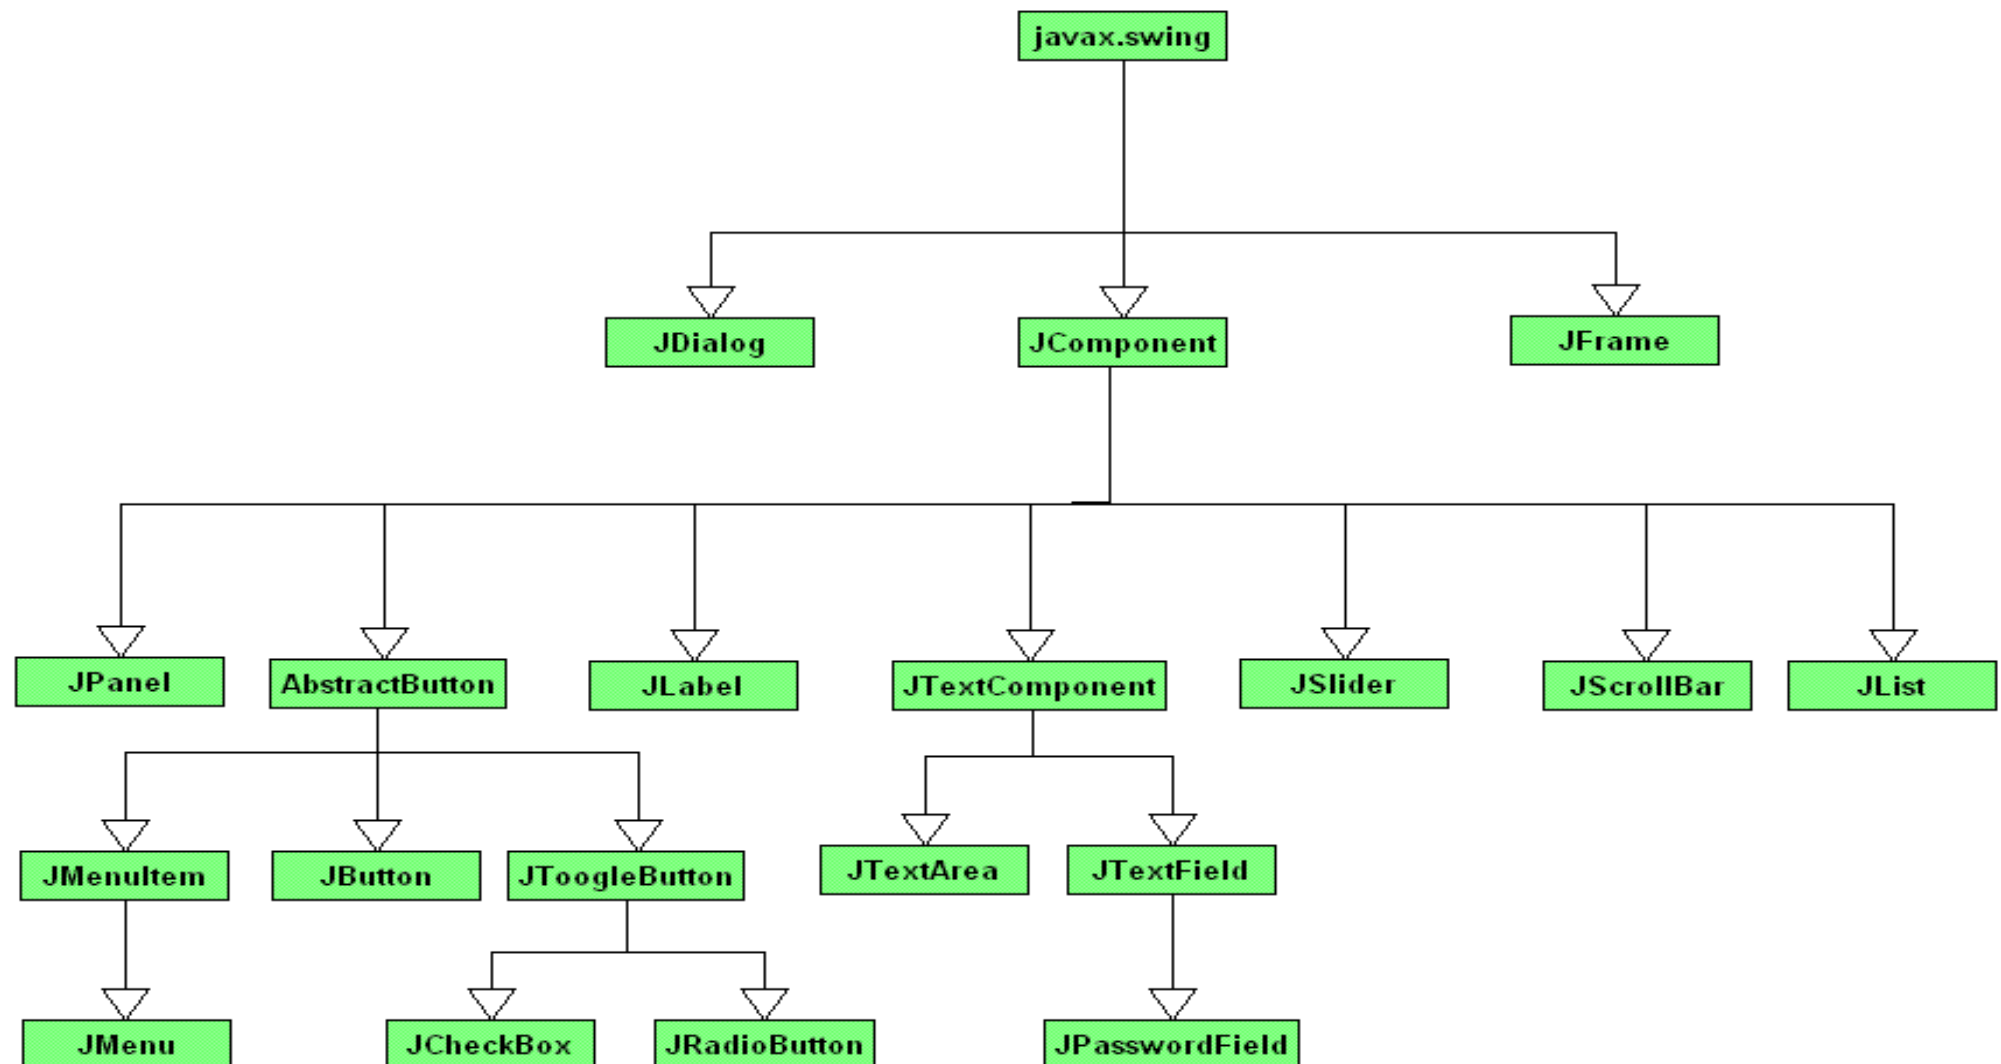 javax.swing
JDialog
JComponent
JFrame
JPanel
AbstractButton
JLabel
JTextComponent
JSlider
JScrollBar
JList
JMenuItem
JButton
JToogleButton
JTextArea
JTextField
JMenu
JCheckBox
JRadioButton
JPasswordField